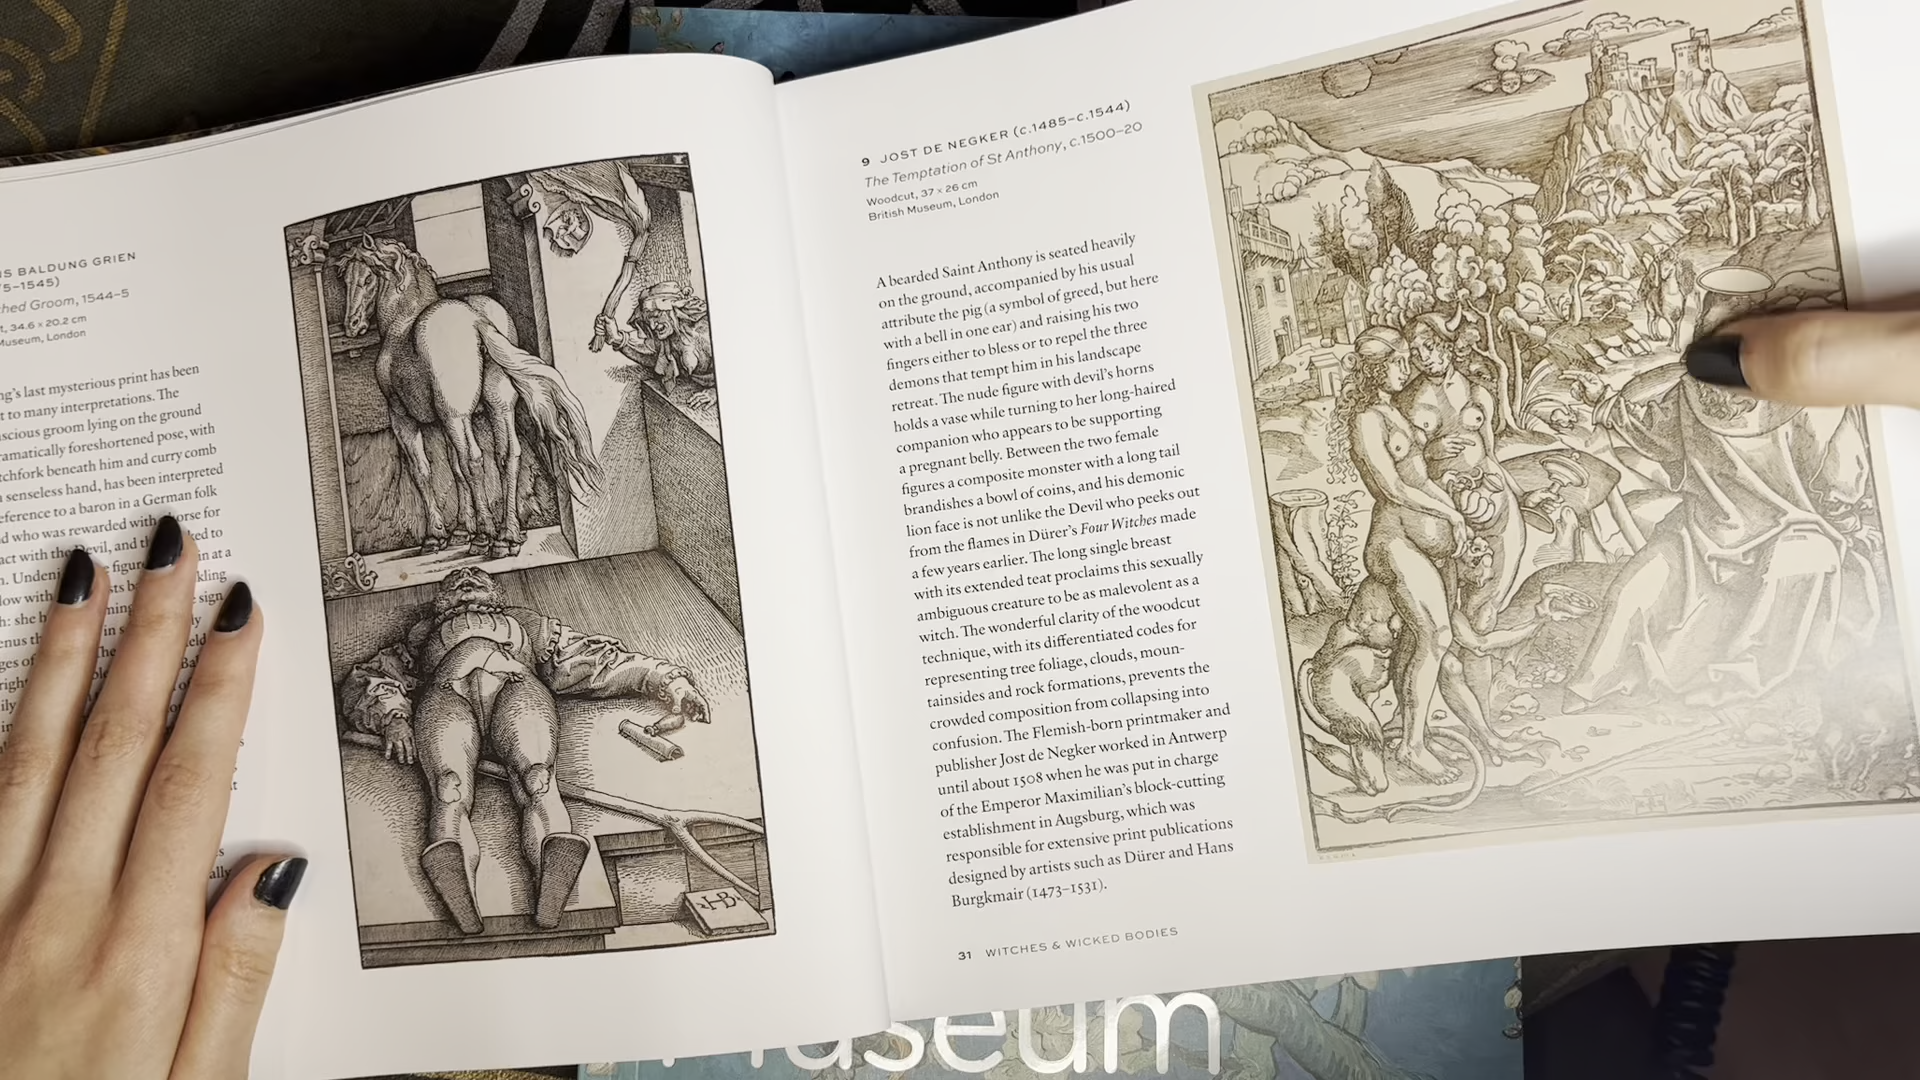 BALDUNG GRIEN
5–1545)
Groom, 1544–5
34.6 × 20.2 cm
Museum, London
last mysterious print has been
to many interpretations. The
groom lying on the ground
foreshortened pose, with
beneath him and curry comb
senseless hand, has been interpreted
to a baron in a German folk
who was rewarded with horse for
with the Devil, and
in at a
9 JOST DE NEGKER (c.1485–c.1544)
The Temptation of St Anthony, c.1500–20
Woodcut, 37 × 26 cm
British Museum, London
A bearded Saint Anthony is seated heavily
on the ground, accompanied by his usual
attribute the pig (a symbol of greed, but here
with a bell in one ear) and raising his two
fingers either to bless or to repel the three
demons that tempt him in his landscape
retreat. The nude figure with devil's horns
holds a vase while turning to her long-haired
companion who appears to be supporting
a pregnant belly. Between the two female
figures a composite monster with a long tail
brandishes a bowl of coins, and his demonic
lion face is not unlike the Devil who peeks out
from the flames in Dürer's Four Witches made
a few years earlier. The long single breast
with its extended teat proclaims this sexually
ambiguous creature to be as malevolent as a
witch. The wonderful clarity of the woodcut
technique, with its differentiated codes for
representing tree foliage, clouds, moun-
tainsides and rock formations, prevents the
crowded composition from collapsing into
confusion. The Flemish-born printmaker and
publisher Jost de Negker worked in Antwerp
until about 1508 when he was put in charge
of the Emperor Maximilian's block-cutting
establishment in Augsburg, which was
responsible for extensive print publications
designed by artists such as Dürer and Hans
Burgkmair (1473–1531).
31 WITCHES & WICKED BODIES
HB
Museum